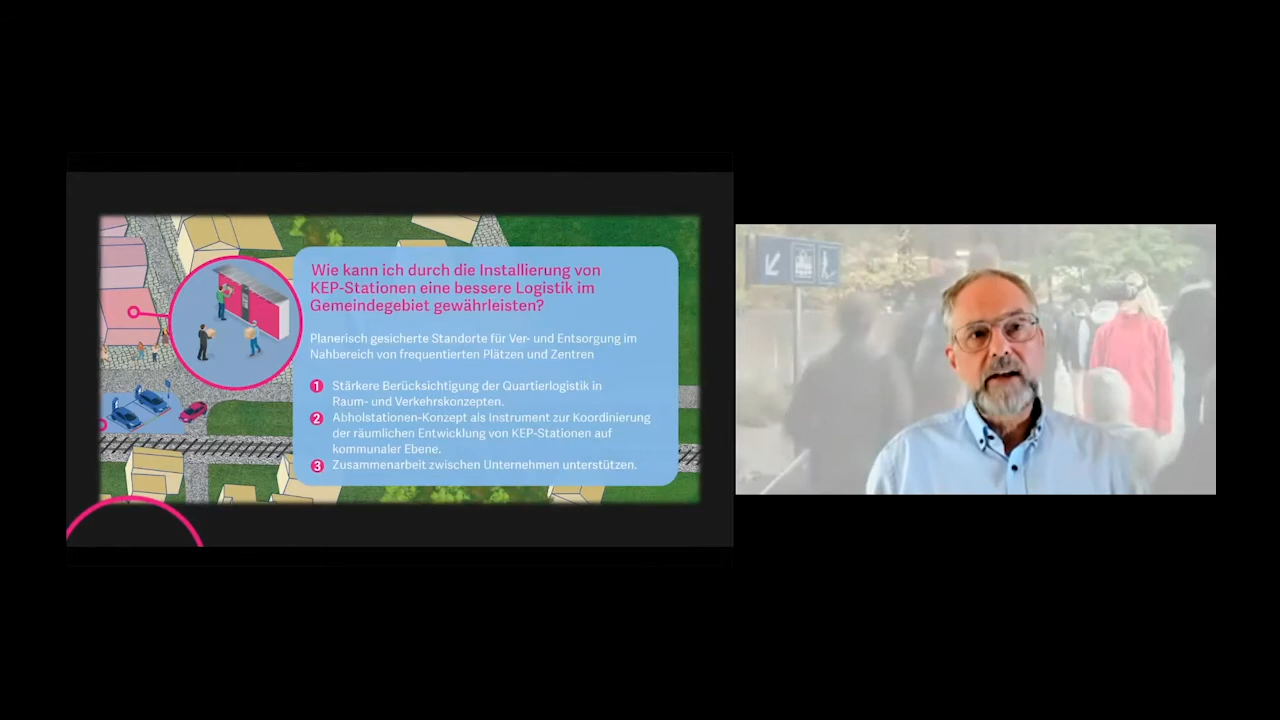 Wie kann ich durch die Installierung von
KEP-Stationen eine bessere Logistik im
Gemeindegebiet gewährleisten?
Planerisch gesicherte Standorte für Ver- und Entsorgung im
Nahbereich von frequentierten Plätzen und Zentren
1 Stärkere Berücksichtigung der Quartierlogistik in
Raum- und Verkehrskonzepten.
2 Abholstationen-Konzept als Instrument zur Koordinierung
der räumlichen Entwicklung von KEP-Stationen auf
kommunaler Ebene.
3 Zusammenarbeit zwischen Unternehmen unterstützen.